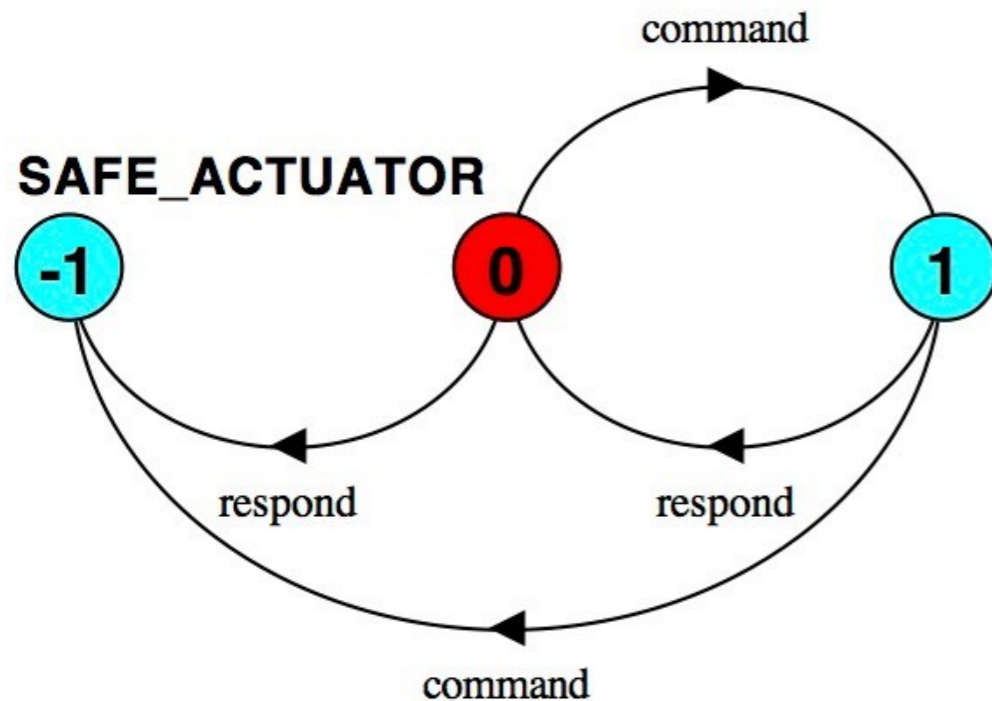 command
SAFE_ACTUATOR
-1
0
1
respond
respond
command